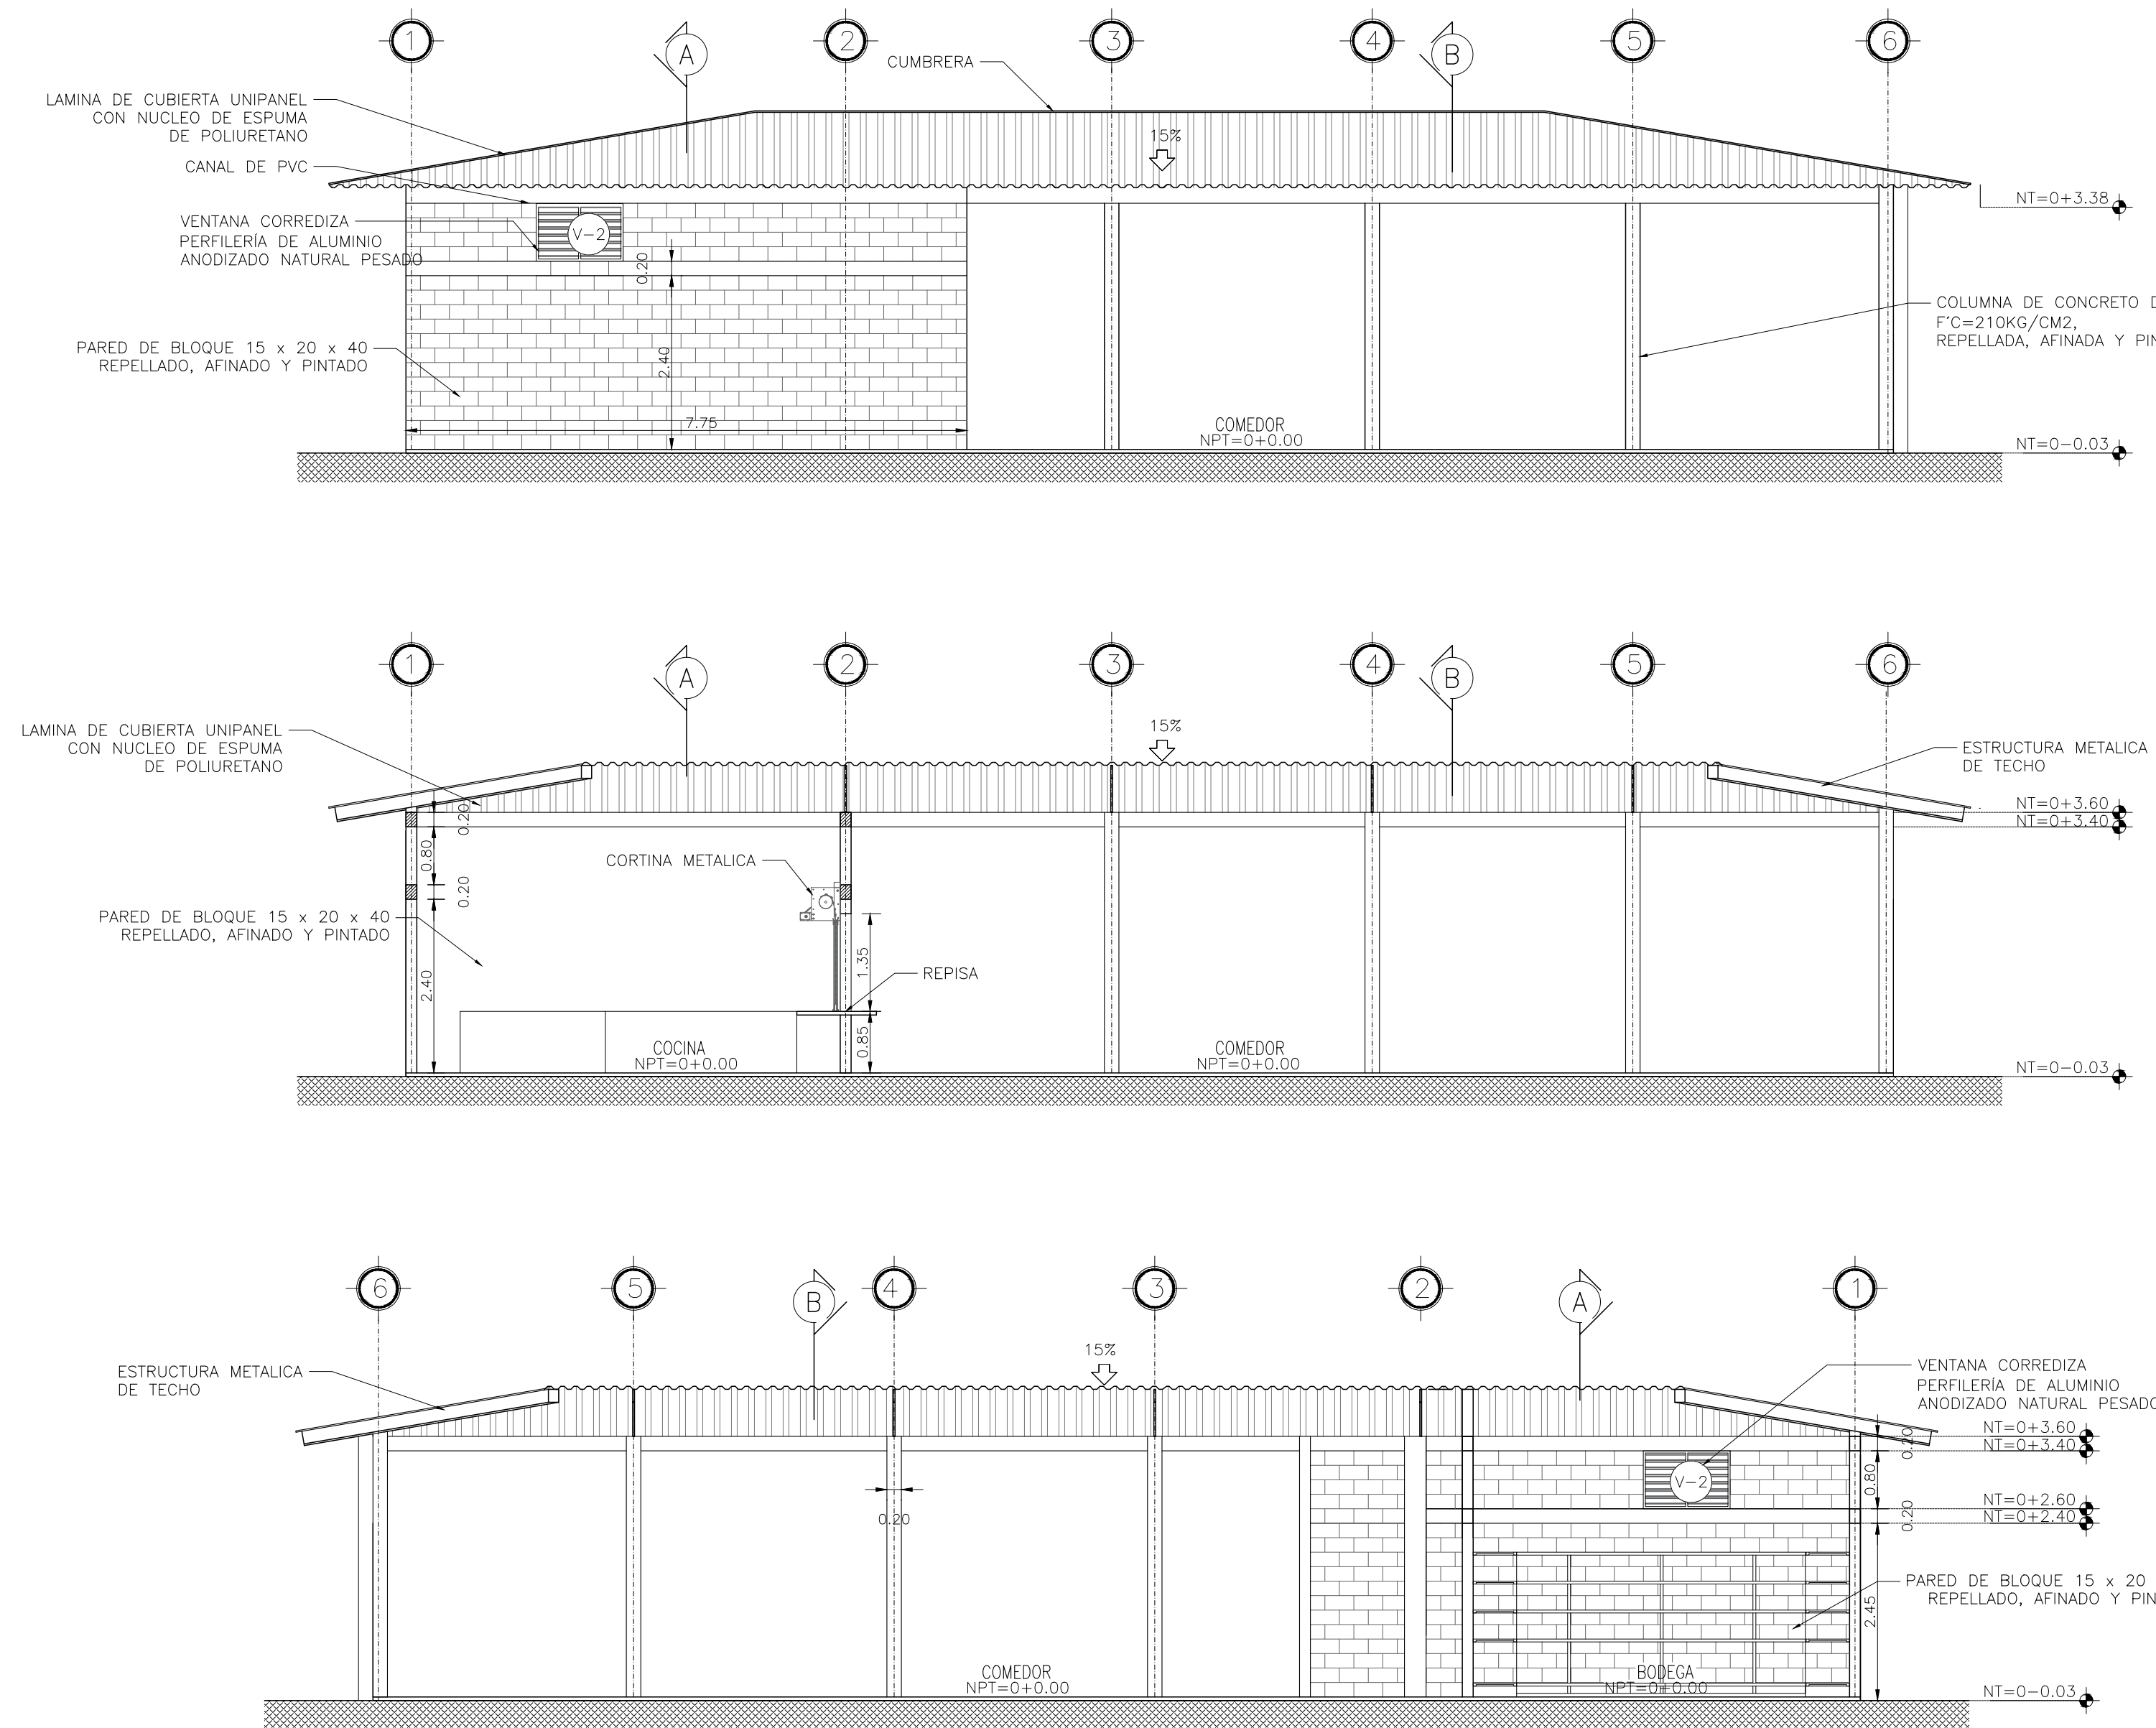 1
A
2
3
4
B
5
6
CUMBRERA
LAMINA DE CUBIERTA UNIPANEL
CON NUCLEO DE ESPUMA
DE POLIURETANO
15%
CANAL DE PVC
NT=0+3.38
VENTANA CORREDIZA
PERFILERÍA DE ALUMINIO
ANODIZADO NATURAL PESADO
V-2
0.20
COLUMNA DE CONCRETO
F'C=210KG/CM2,
REPELLADA, AFINADA Y
PARED DE BLOQUE 15 x 20 x 40
REPELLADO, AFINADO Y PINTADO
2.40
7.75
COMEDOR
NPT=0+0.00
NT=0-0.03
1
A
2
3
4
B
5
6
LAMINA DE CUBIERTA UNIPANEL
CON NUCLEO DE ESPUMA
DE POLIURETANO
15%
ESTRUCTURA METALICA
DE TECHO
NT=0+3.60
NT=0+3.40
0.20
0.80
0.20
CORTINA METALICA
PARED DE BLOQUE 15 x 20 x 40
REPELLADO, AFINADO Y PINTADO
2.40
1.35
REPISA
0.85
COCINA
NPT=0+0.00
COMEDOR
NPT=0+0.00
NT=0-0.03
6
5
B
4
3
2
A
1
15%
ESTRUCTURA METALICA
DE TECHO
VENTANA CORREDIZA
PERFILERÍA DE ALUMINIO
ANODIZADO NATURAL PESADO
NT=0+3.60
NT=0+3.40
0.20
0.80
V-2
NT=0+2.60
NT=0+2.40
0.20
0.20
PARED DE BLOQUE 15 x 20
REPELLADO, AFINADO Y
2.45
COMEDOR
NPT=0+0.00
BODEGA
NPT=0+0.00
NT=0-0.03